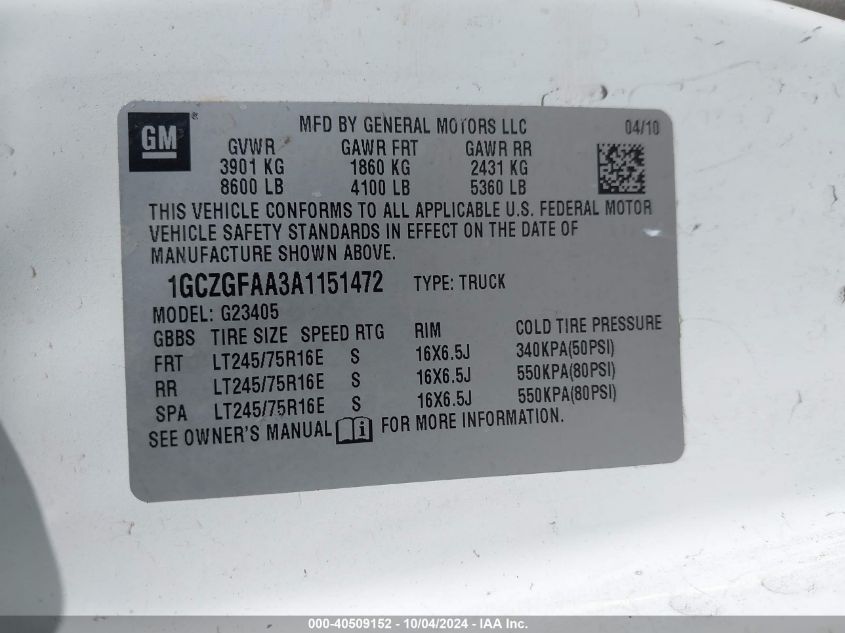 GM ®
MFD BY GENERAL MOTORS LLC 04/10
GVWR GAWR FRT GAWR RR
3901 KG 1860 KG 2431 KG
8600 LB 4100 LB 5360 LB
THIS VEHICLE CONFORMS TO ALL APPLICABLE U.S. FEDERAL MOTOR
VEHICLE SAFETY STANDARDS IN EFFECT ON THE DATE OF
MANUFACTURE SHOWN ABOVE.
1GCZGFAA3A1151472 TYPE: TRUCK
MODEL: G23405
GBBS TIRE SIZE SPEED RTG RIM COLD TIRE PRESSURE
FRT LT245/75R16E S 16X6.5J 340KPA(50PSI)
RR LT245/75R16E S 16X6.5J 550KPA(80PSI)
SPA LT245/75R16E S 16X6.5J 550KPA(80PSI)
SEE OWNER'S MANUAL i FOR MORE INFORMATION.
000-40509152 - 10/04/2024 - IAA Inc.